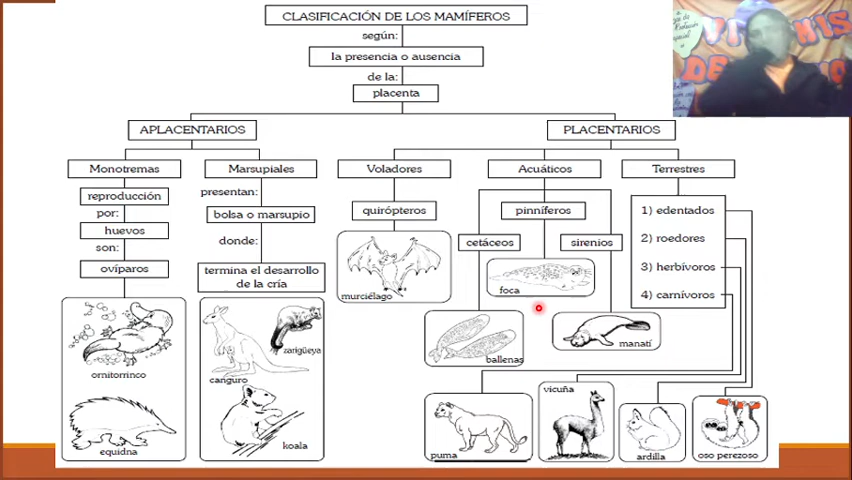 CLASIFICACIÓN DE LOS MAMÍFEROS
según:
la presencia o ausencia
de la:
placenta
APLACENTARIOS
PLACENTARIOS
Monotremas
Marsupiales
Voladores
Acuáticos
Terrestres
reproducción
por:
huevos
son:
ovíparos
presentan:
bolsa o marsupio
donde:
termina el desarrollo
de la cría
quirópteros
pinníferos
cetáceos
sirenios
1) edentados
2) roedores
3) herbívoros
4) carnívoros
murciélago
foca
ballenas
manatí
ornitorrinco
equidna
canguro
zarigüeya
koala
puma
vicuña
ardilla
oso perezoso